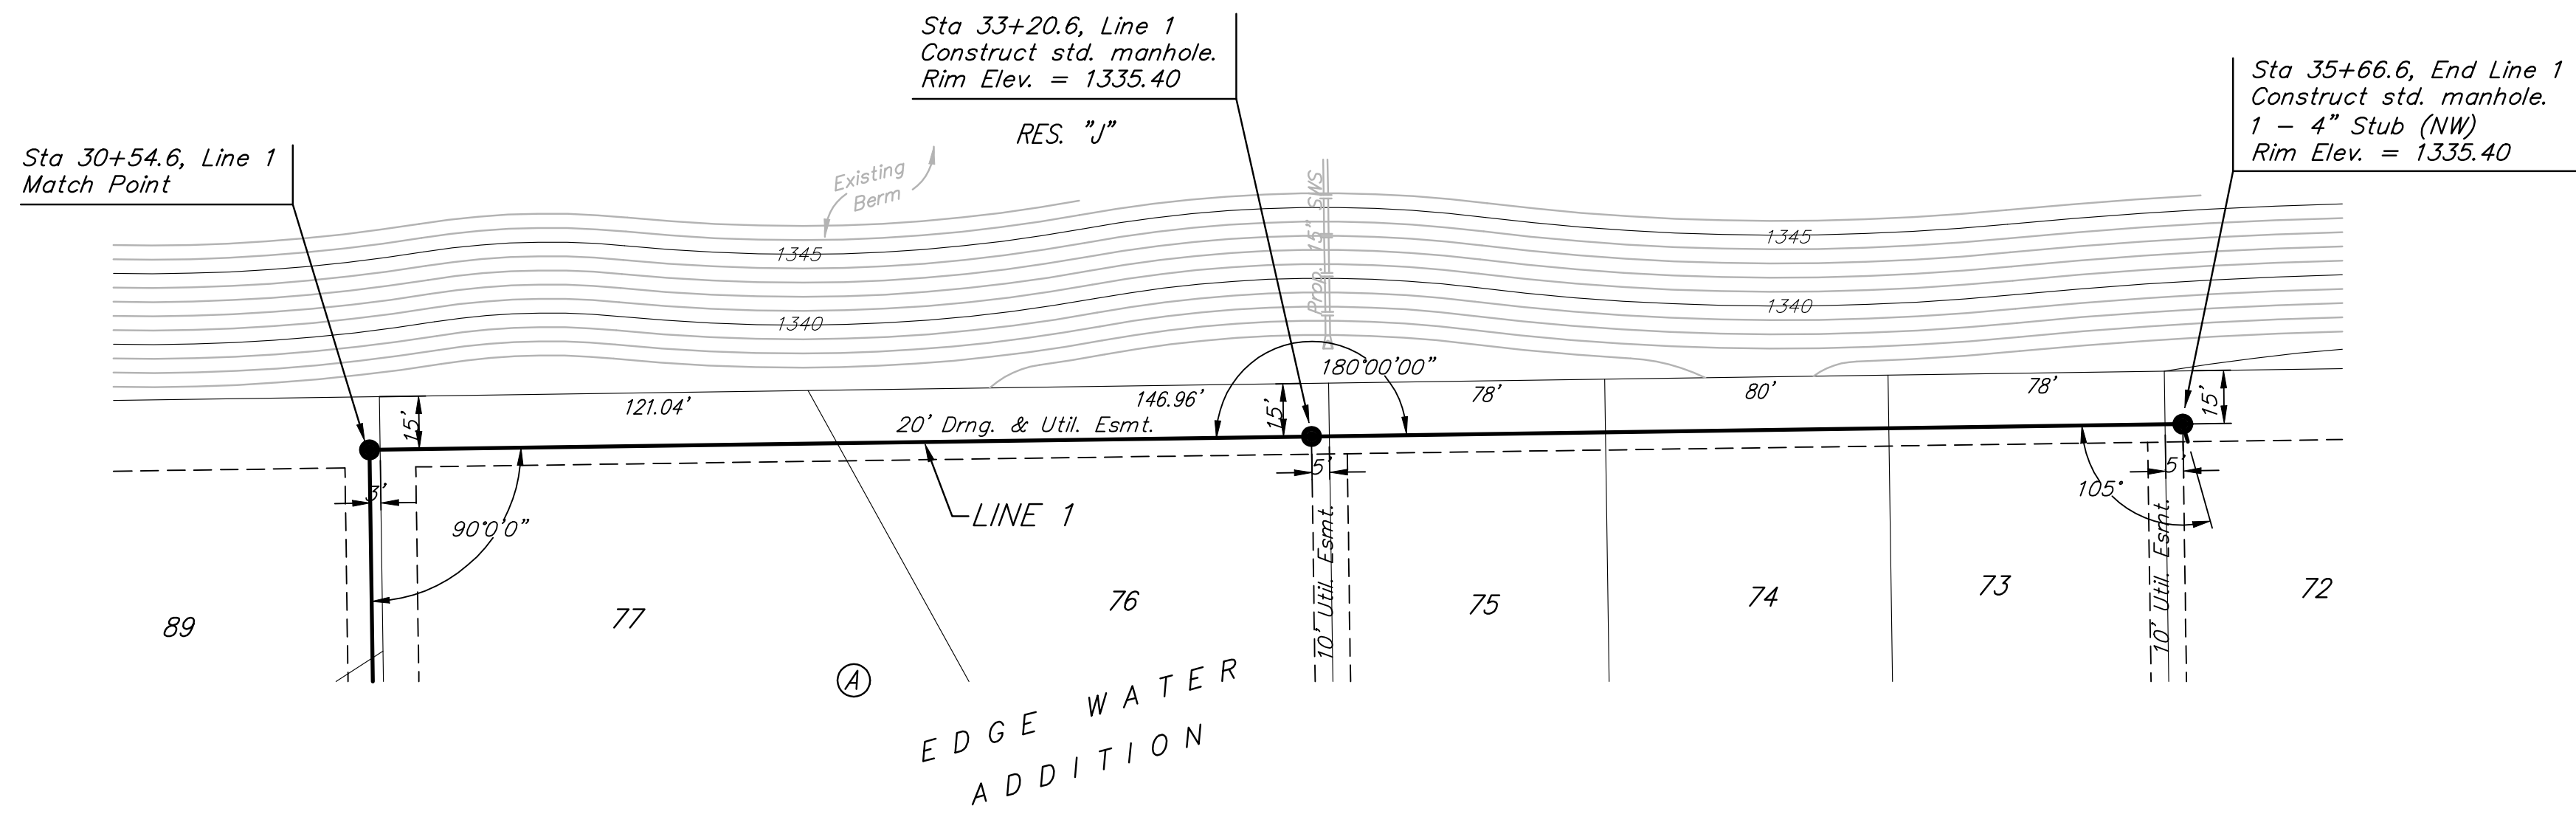 Sta 33+20.6, Line 1
Construct std. manhole.
Rim Elev. = 1335.40
Sta 35+66.6, End Line 1
Construct std. manhole.
1 - 4" Stub (NW)
Rim Elev. = 1335.40
RES. "J"
Sta 30+54.6, Line 1
Match Point
Existing
Berm
Prop. 15" SWS
1345
1345
1340
1340
180°00'00"
121.04'
146.96'
78'
80'
78'
15'
15'
15'
20' Drng. & Util. Esmt.
3'
5'
5'
90°0'0"
LINE 1
105°
10' Util. Esmt.
10' Util. Esmt.
89
77
76
75
74
73
72
A
EDGE WATER
ADDITION